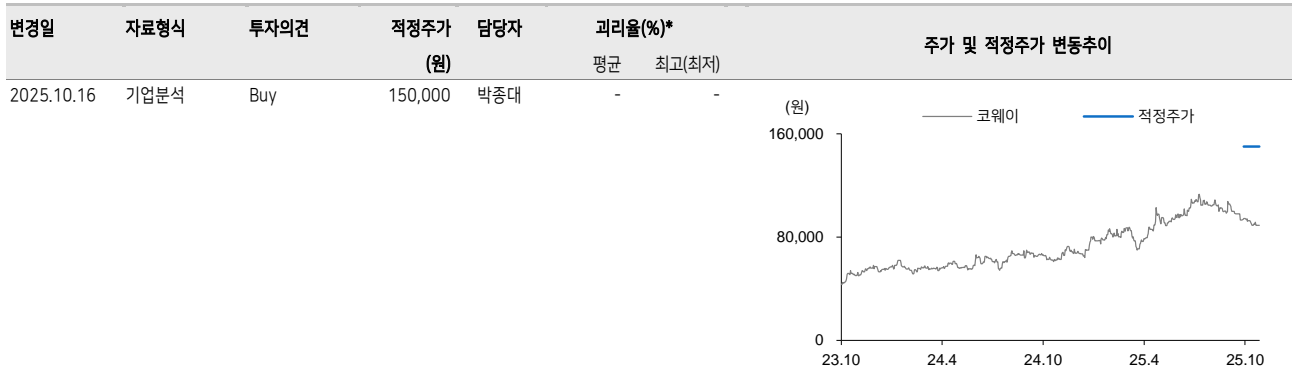 변경일 자료형식 투자의견 적정주가 담당자 괴리율(%)* 주가 및 적정주가 변동추이
(원) 평균 최고(최저)
2025.10.16 기업분석 Buy 150,000 박종대 - -
(원)
코웨이 적정주가
160,000
80,000
0
23.10 24.4 24.10 25.4 25.10